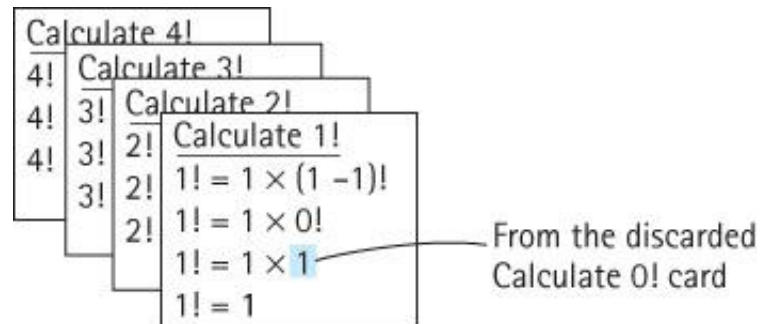 Calculate 4!
4!
4!
4!
Calculate 3!
3!
3!
3!
Calculate 2!
2!
2!
2!
Calculate 1!
1! = 1 × (1 –1)!
1! = 1 × 0!
1! = 1 × 1
1! = 1
From the discarded
Calculate 0! card